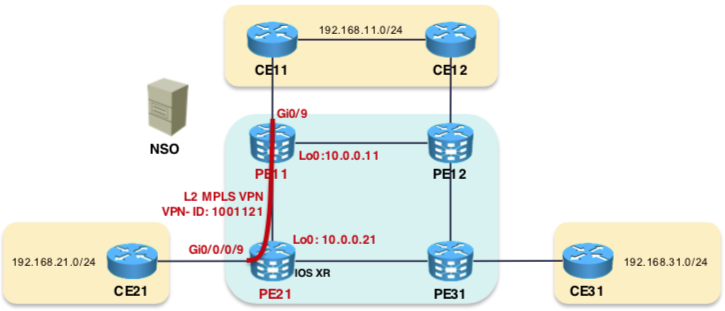 192.168.11.0/24
CE11
CE12
NSO
Gi0/9
Lo0:10.0.0.11
PE11
PE12
L2 MPLS VPN
VPN- ID: 1001121
Gi0/0/0/9
Lo0: 10.0.0.21
192.168.21.0/24
192.168.31.0/24
IOS XR
CE21
PE21
PE31
CE31